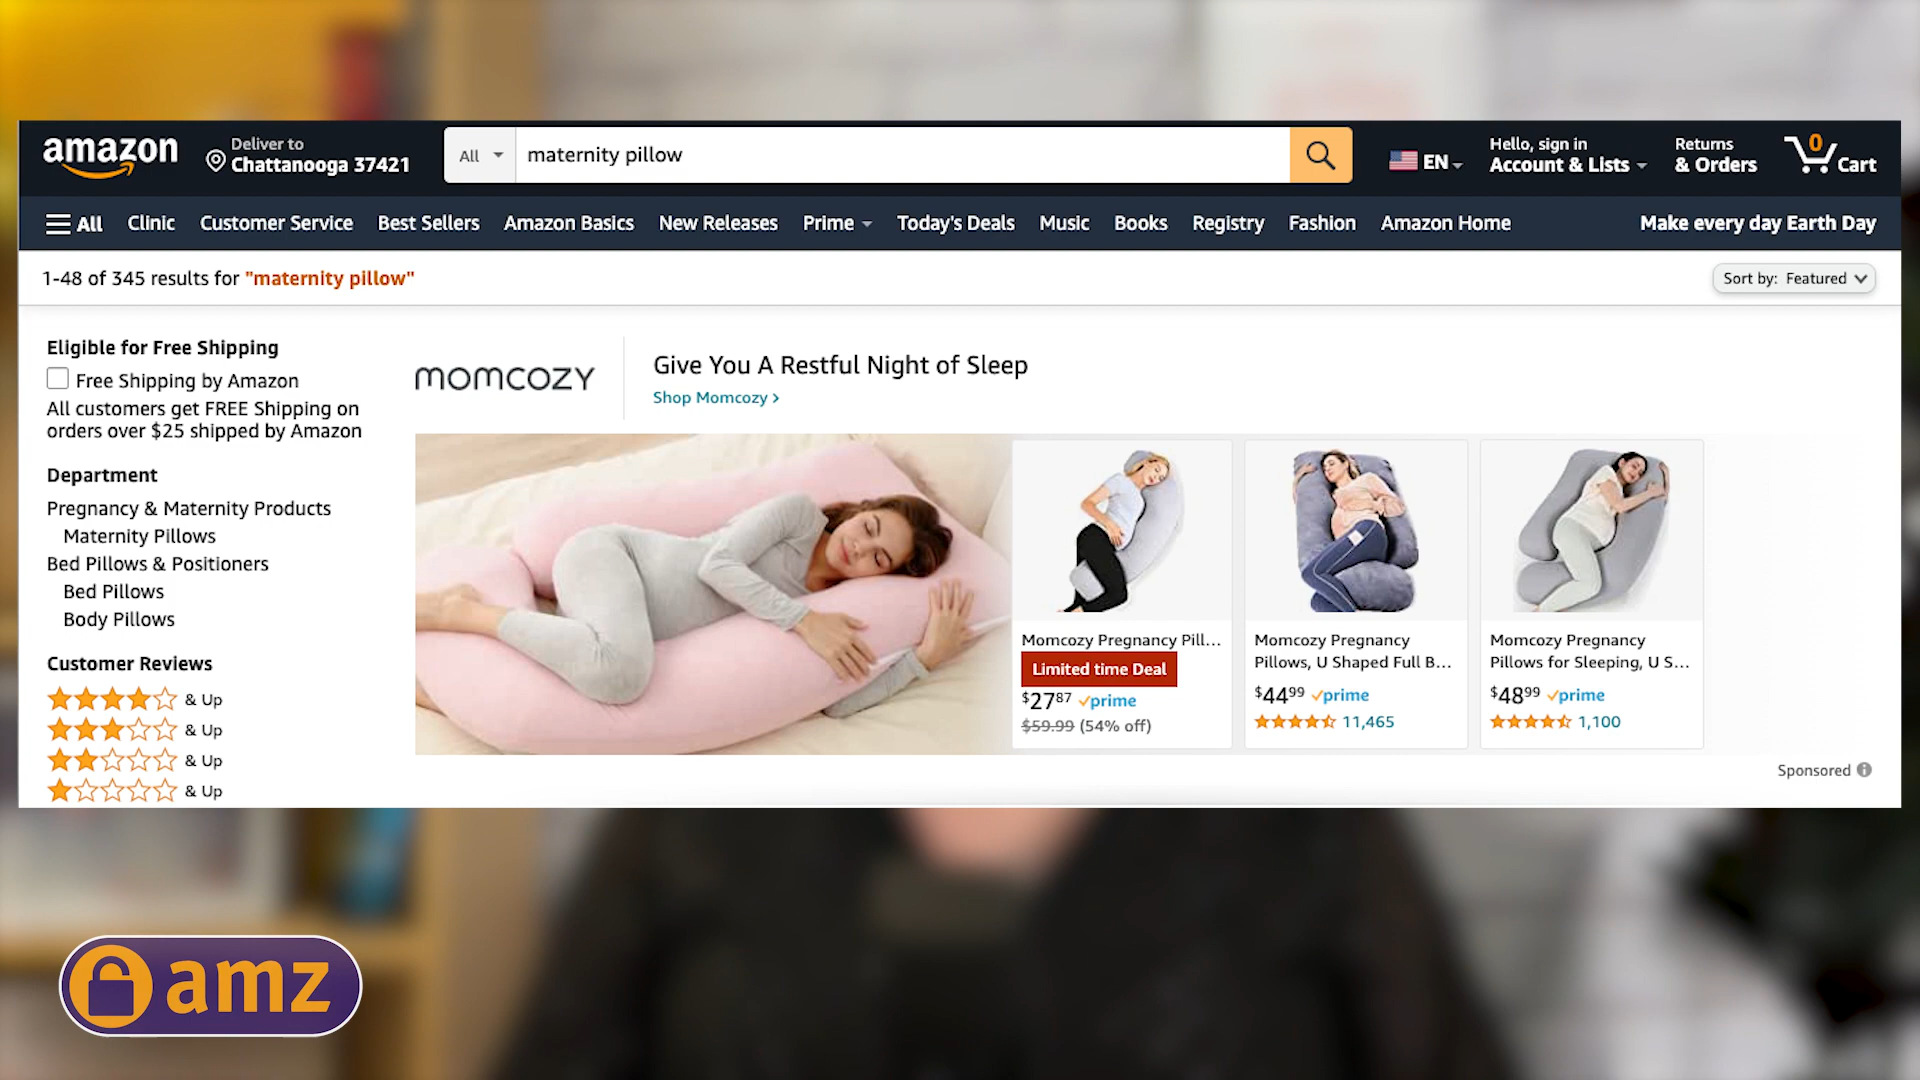 amazon
Deliver to
Chattanooga 37421
All
maternity pillow
EN
Hello, sign in
Account & Lists
Returns
& Orders
0
Cart
All
Clinic
Customer Service
Best Sellers
Amazon Basics
New Releases
Prime
Today's Deals
Music
Books
Registry
Fashion
Amazon Home
Make every day Earth Day
1-48 of 345 results for "maternity pillow"
Sort by: Featured
Eligible for Free Shipping
Free Shipping by Amazon
All customers get FREE Shipping on
orders over $25 shipped by Amazon
Department
Pregnancy & Maternity Products
Maternity Pillows
Bed Pillows & Positioners
Bed Pillows
Body Pillows
Customer Reviews
& Up
& Up
& Up
& Up
momcozy
Give You A Restful Night of Sleep
Shop Momcozy
Momcozy Pregnancy Pill...
Limited time Deal
$27.87 prime
$59.99 (54% off)
Momcozy Pregnancy
Pillows, U Shaped Full B...
$44.99 prime
11,465
Momcozy Pregnancy
Pillows for Sleeping, U S...
$48.99 prime
1,100
Sponsored
amz